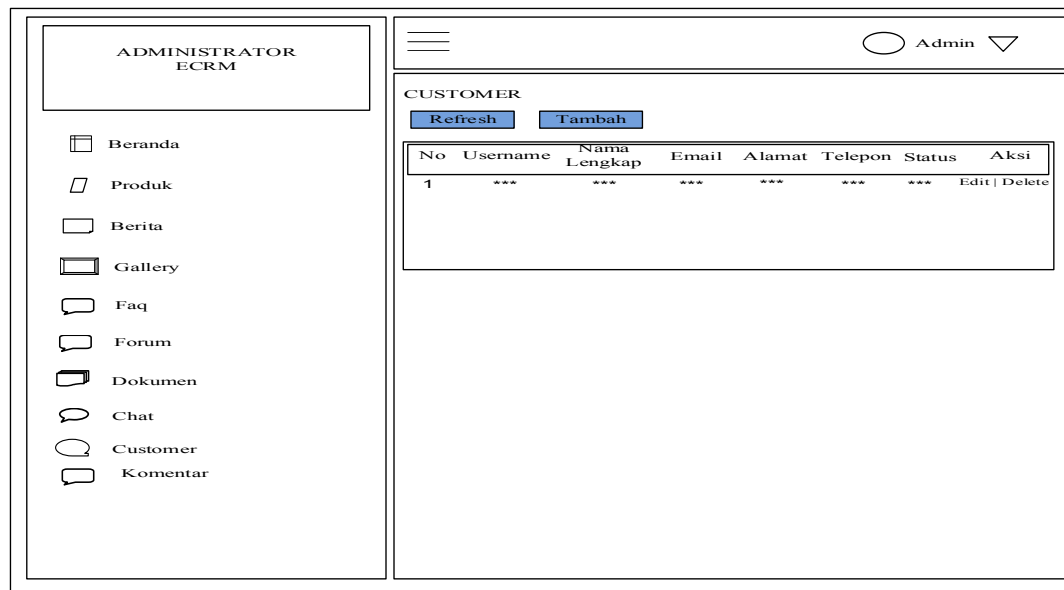 ADMINISTRATOR
ECRM
Beranda
Produk
Berita
Gallery
Faq
Forum
Dokumen
Chat
Customer
Komentar
Admin
CUSTOMER
Refresh Tambah
No Username Nama Lengkap Email Alamat Telepon Status Aksi
1 *** *** *** *** *** *** Edit | Delete